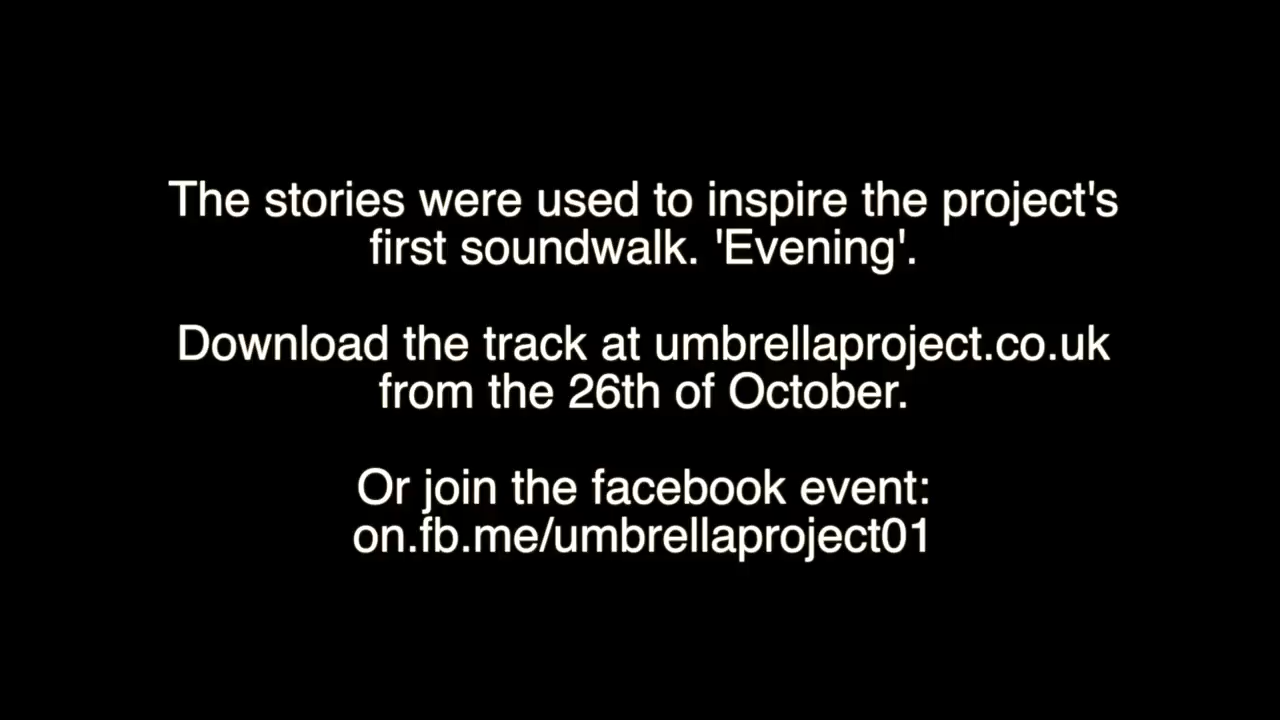 The stories were used to inspire the project's
first soundwalk. 'Evening'.
Download the track at umbrellaproject.co.uk
from the 26th of October.
Or join the facebook event:
on.fb.me/umbrellaproject01